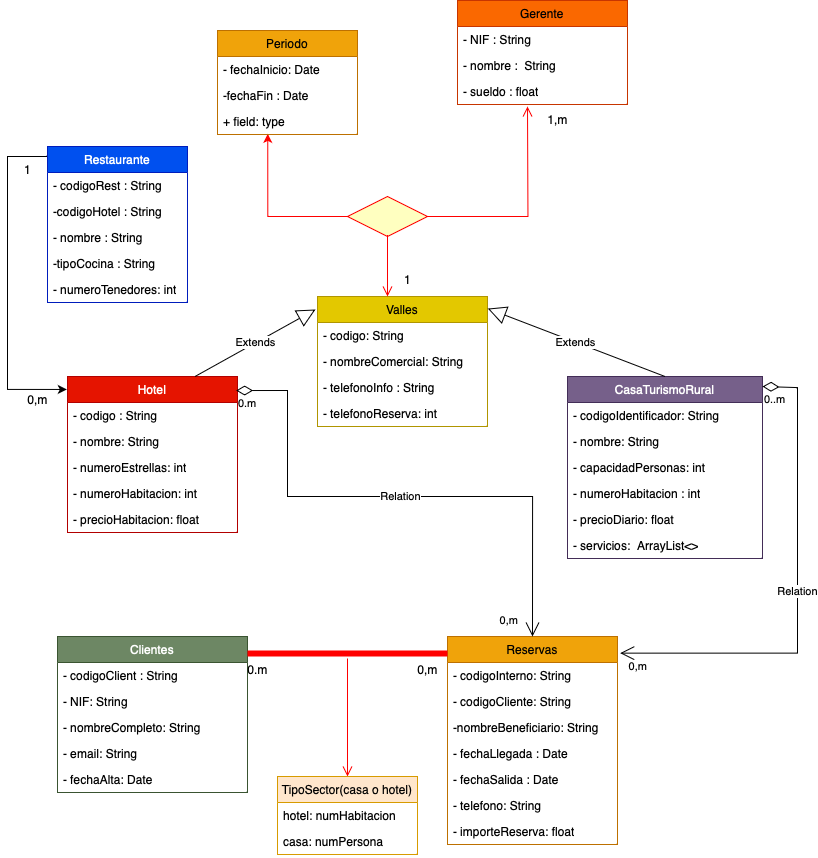 Gerente
- NIF : String
- nombre :  String
- sueldo : float
1,m
Periodo
- fechaInicio: Date
-fechaFin : Date
+ field: type
Restaurante
- codigoRest : String
-codigoHotel : String
- nombre : String
-tipoCocina : String
- numeroTenedores: int
1
0,m
1
Valles
- codigo: String
- nombreComercial: String
- telefonoInfo : String
- telefonoReserva: int
Extends
Extends
Hotel
- codigo : String
- nombre: String
- numeroEstrellas: int
- numeroHabitacion: int
- precioHabitacion: float
0.m
Relation
0,m
CasaTurismoRural
- codigoIdentificador: String
- nombre: String
- capacidadPersonas: int
- numeroHabitacion : int
- precioDiario: float
- servicios:  ArrayList<>
0..m
Relation
0,m
Clientes
- codigoClient : String
- NIF: String
- nombreCompleto: String
- email: String
- fechaAlta: Date
0.m
0,m
Reservas
- codigoInterno: String
- codigoCliente: String
-nombreBeneficiario: String
- fechaLlegada : Date
- fechaSalida : Date
- telefono: String
- importeReserva: float
TipoSector(casa o hotel)
hotel: numHabitacion
casa: numPersona